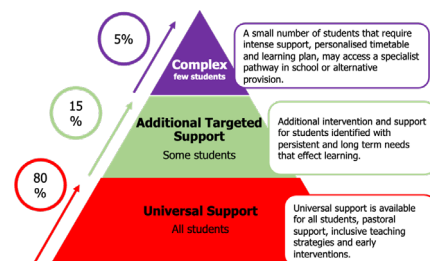 5%
Complex
few students
A small number of students that require
intense support, personalised timetable
and learning plan, may access a specialist
pathway in school or alternative
provision.
15
%
Additional Targeted
Support
Some students
Additional intervention and support
for students identified with
persistent and long term needs
that effect learning.
80
%
Universal Support
All students
Universal support is available
for all students, pastoral
support, inclusive teaching
strategies and early
interventions.